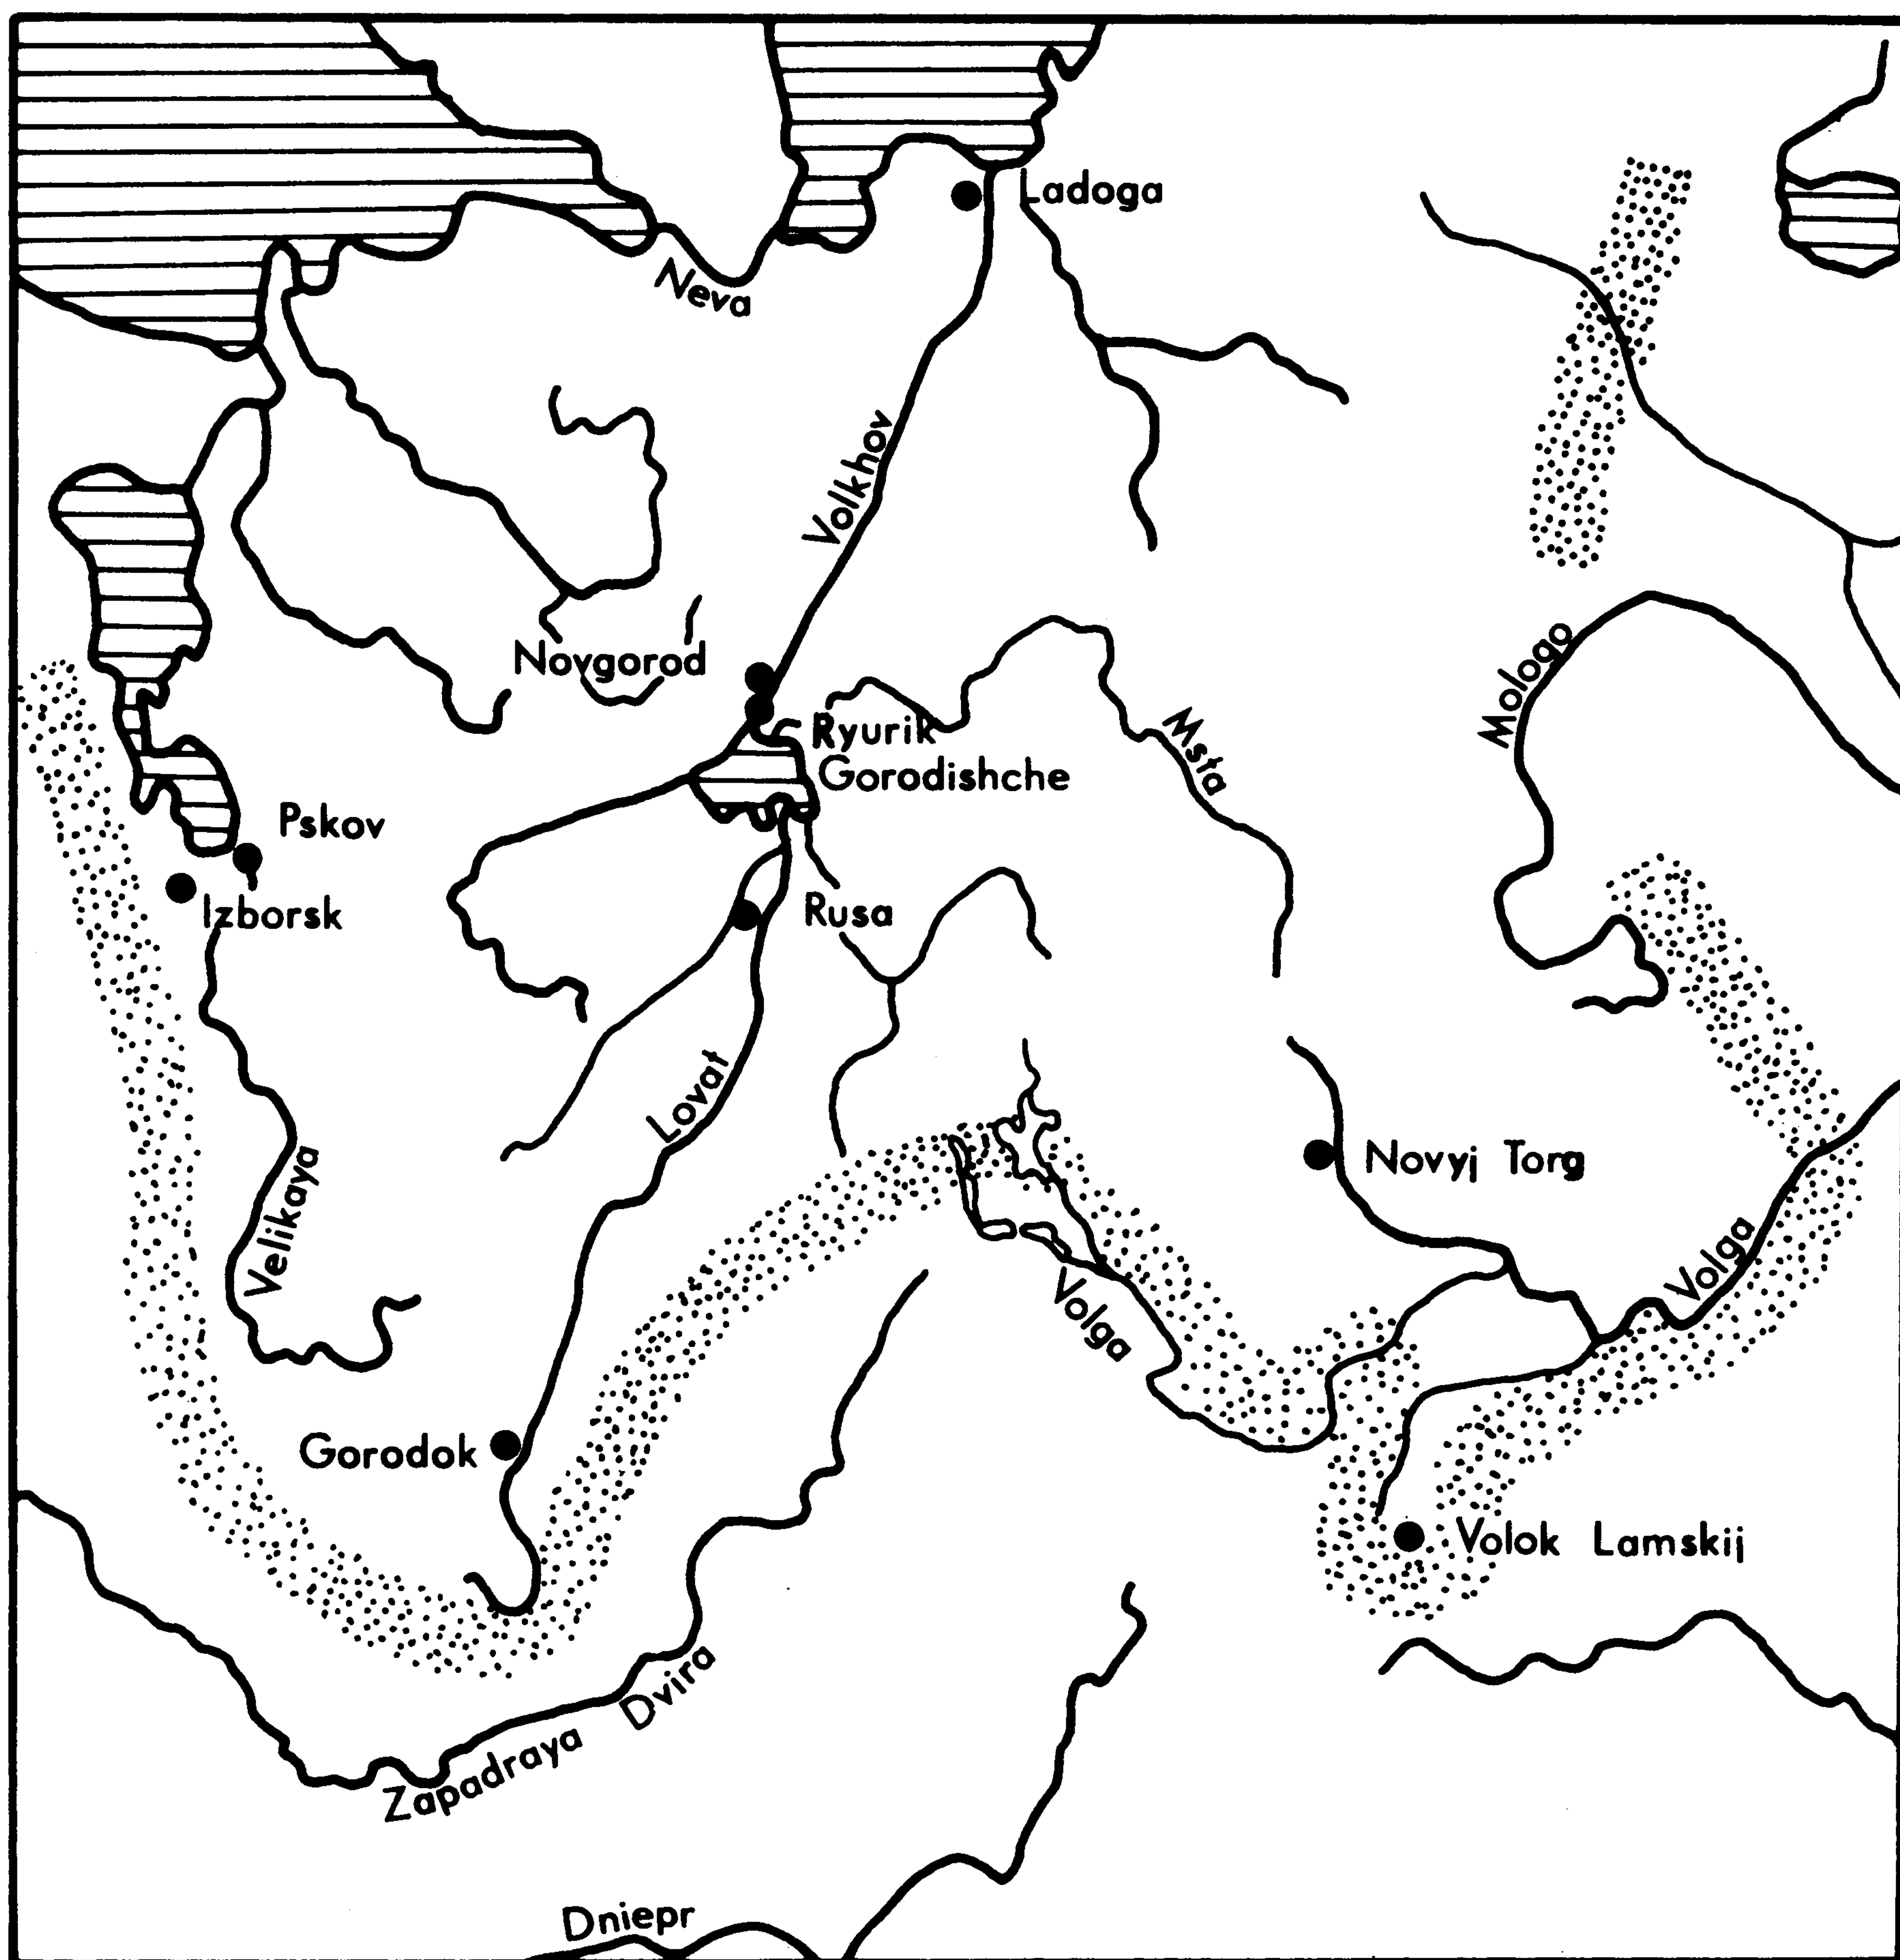 Ladoga
Neva
Volkhov
Novgorod
Ryurik
Gorodishche
Msta
Mologa
Pskov
Izborsk
Rusa
Lovat
Velikaya
Novyj Torg
Volga
Volga
Gorodok
Volok Lamskij
Zapadraya Dvira
Dniepr